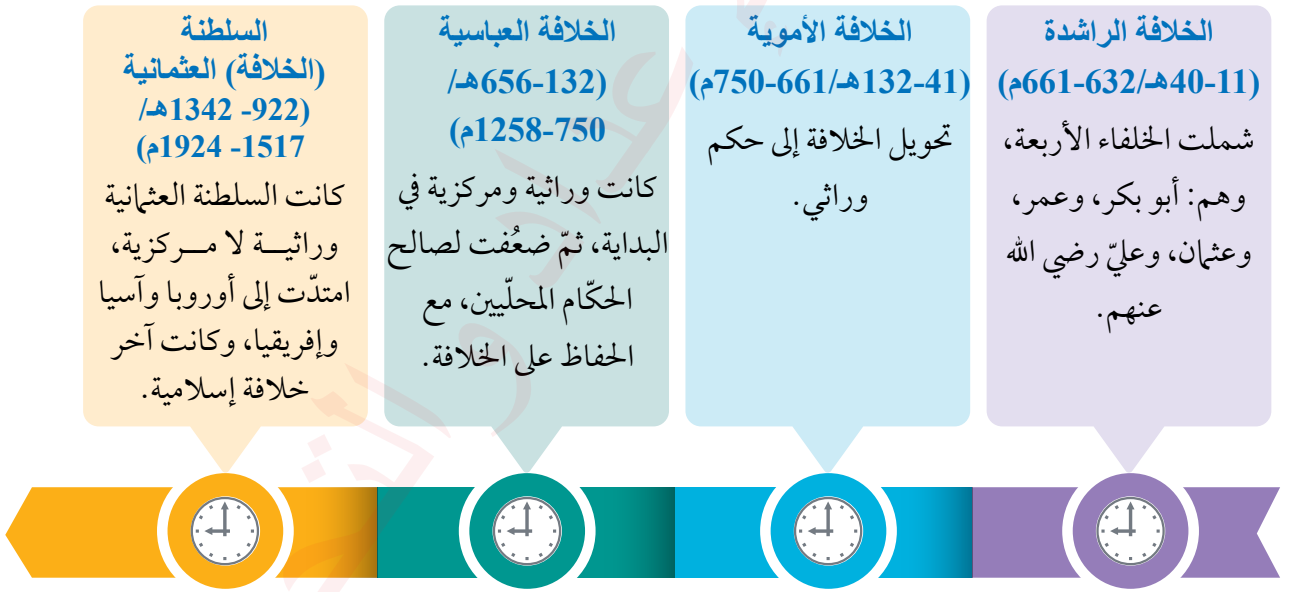 الخلافة الراشدة
(11-40هـ/632-661م)
شملت الخلفاء الأربعة،
وهم: أبو بكر، وعمر،
وعثمان، وعليّ رضي الله
عنهم.
الخلافة الأموية
(41-132هـ/661-750م)
تحويل الخلافة إلى حكم
وراثي.
الخلافة العباسية
(132-656هـ/
750-1258م)
كانت وراثية ومركزية في
البداية، ثمّ ضعُفت لصالح
الحكّام المحلّيين، مع
الحفاظ على الخلافة.
السلطنة
(الخلافة) العثمانية
(922- 1342هـ/
1517- 1924م)
كانت السلطنة العثمانية
وراثيـــة لا مـــركزية،
امتدّت إلى أوروبا وآسيا
وإفريقيا، وكانت آخر
خلافة إسلامية.